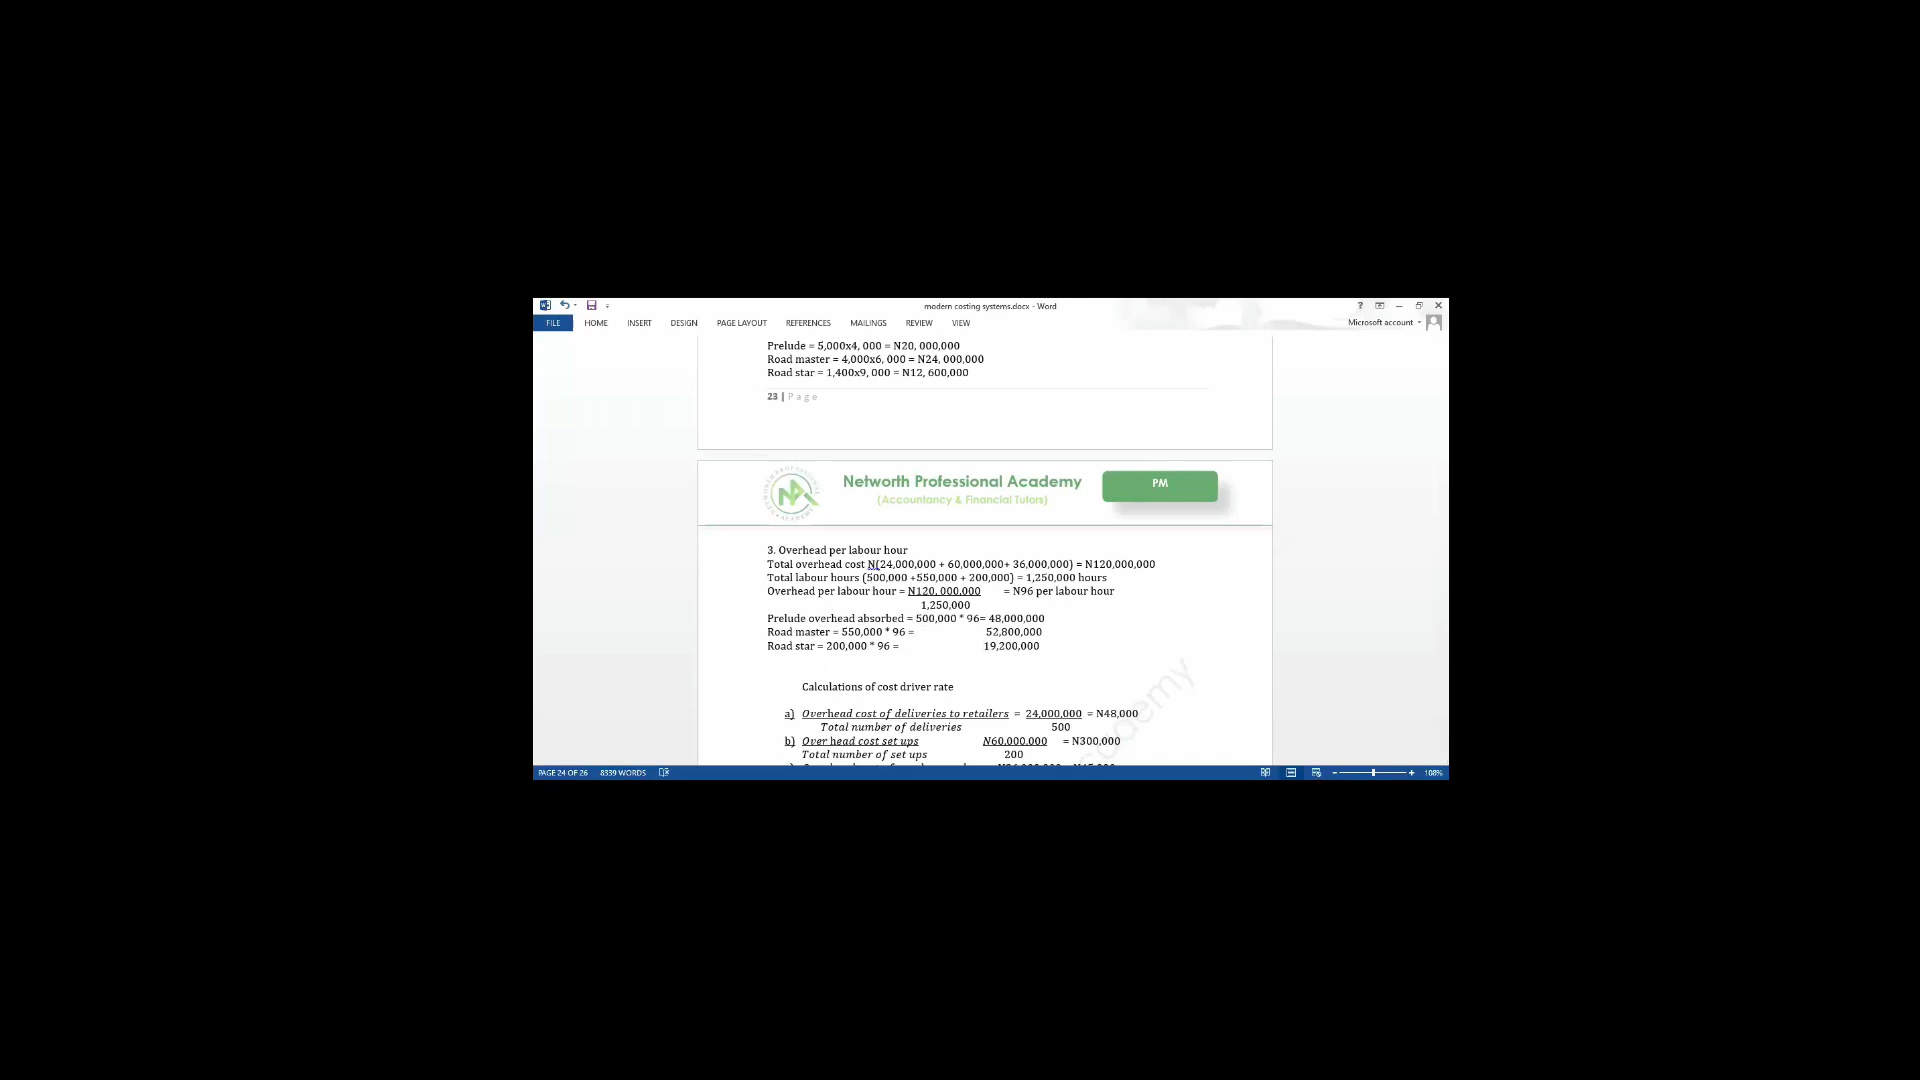 modern costing systems.docx - Word
Microsoft account
FILE HOME INSERT DESIGN PAGE LAYOUT REFERENCES MAILINGS REVIEW VIEW
Prelude = 5,000x4, 000 = N20, 000,000
Road master = 4,000x6, 000 = N24, 000,000
Road star = 1,400x9, 000 = N12, 600,000
23 | Page
Networth Professional Academy
(Accountancy & Financial Tutors)
PM
3. Overhead per labour hour
Total overhead cost N(24,000,000 + 60,000,000+ 36,000,000) = N120,000,000
Total labour hours (500,000 +550,000 + 200,000) = 1,250,000 hours
Overhead per labour hour = N120, 000,000 = N96 per labour hour
1,250,000
Prelude overhead absorbed = 500,000 * 96= 48,000,000
Road master = 550,000 * 96 = 52,800,000
Road star = 200,000 * 96 = 19,200,000
Calculations of cost driver rate
a) Overhead cost of deliveries to retailers = 24,000,000 = N48,000
Total number of deliveries 500
b) Over head cost set ups N60,000,000 = N300,000
Total number of set ups 200
PAGE 24 OF 26 8339 WORDS
108%